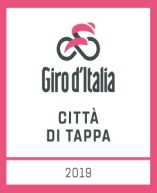 Giro d'Italia
CITTÀ
DI TAPPA
2019